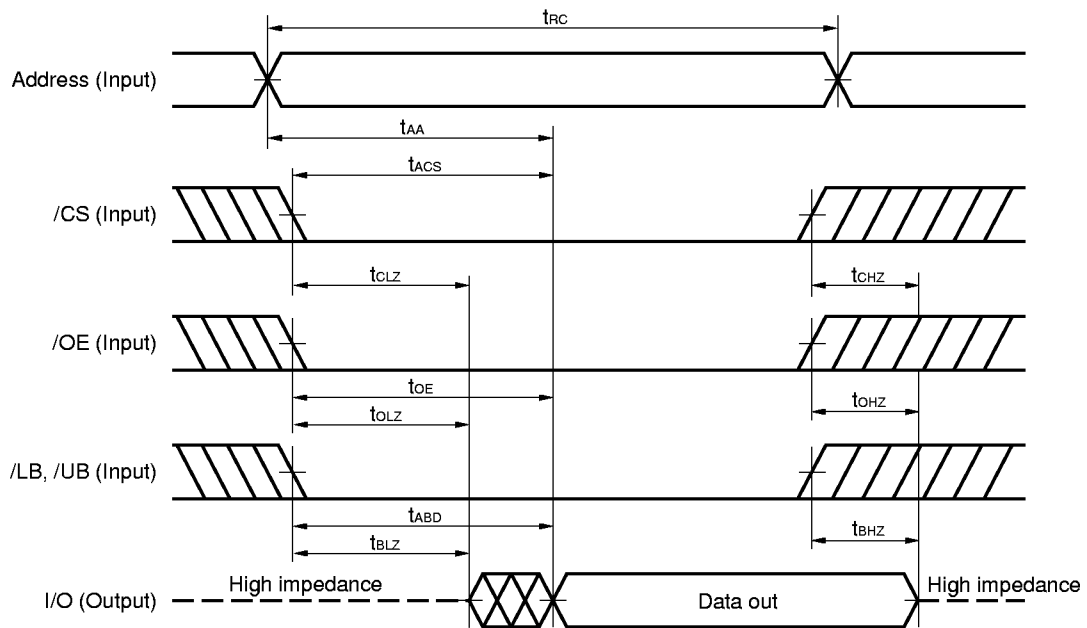 tRC
Address (Input)
tAA
tACS
/CS (Input)
tCLZ
tCHZ
/OE (Input)
tOE
tOLZ
tOHZ
/LB, /UB (Input)
tABD
tBLZ
tBHZ
I/O (Output)
High impedance
Data out
High impedance